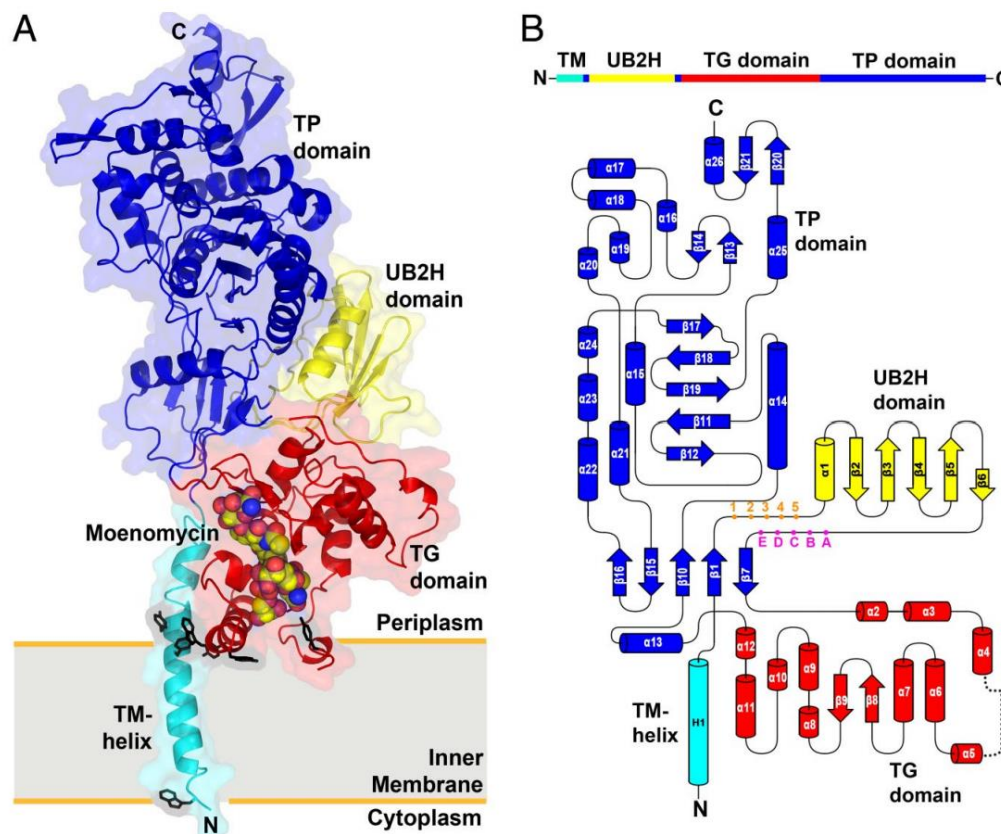 A
C
TP
domain
UB2H
domain
Moenomycin
TG
domain
Periplasm
TM-
helix
Inner
Membrane
N
Cytoplasm
B
TM UB2H TG domain TP domain
N C
C
α26 β21 β20
α17
α18
α16
β14 β13
α19
α20
α25
TP
domain
β17
α24
β18
α15
α14
β19
α23
β11
β12
α21
α22
UB2H
domain
α1 β2 β3 β4 β5 β6
1 2 3 4 5
E D C B A
β16 β15 β10 β1 β7
α13
α2 α3
α4
α12
α10 α9
α11
α8 β9 β8 α7 α6
α5
H1
TM-
helix
N
TG
domain